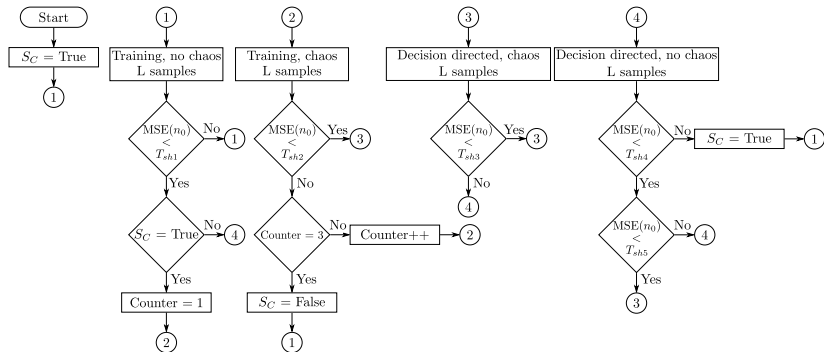 Start
S_C = True
1
1
Training, no chaos
L samples
MSE(n_0)
<
T_sh1
No
1
Yes
S_C = True
No
4
Yes
Counter = 1
2
2
Training, chaos
L samples
MSE(n_0)
<
T_sh2
Yes
3
No
Counter = 3
No
Counter++
2
Yes
S_C = False
1
3
Decision directed, chaos
L samples
MSE(n_0)
<
T_sh3
Yes
3
No
4
4
Decision directed, no chaos
L samples
MSE(n_0)
<
T_sh4
No
S_C = True
1
Yes
MSE(n_0)
<
T_sh5
No
4
Yes
3